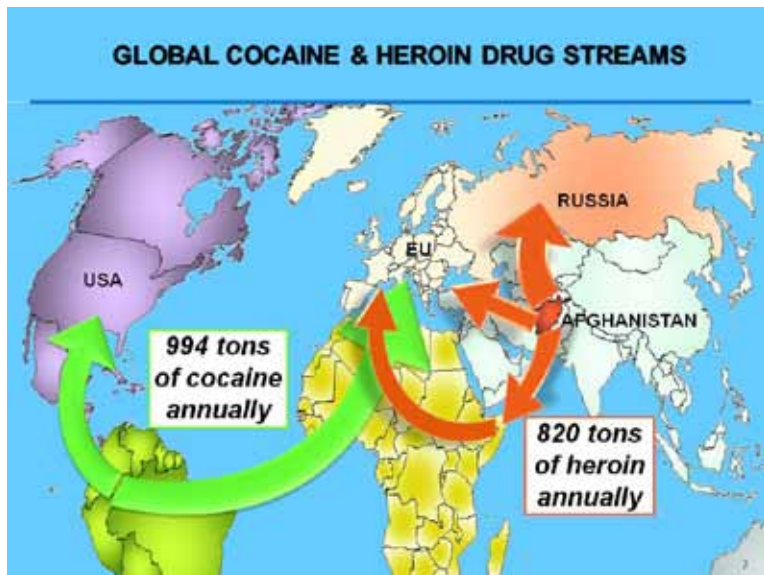 GLOBAL COCAINE & HEROIN DRUG STREAMS
RUSSIA
EU
USA
AFGHANISTAN
994 tons
of cocaine
annually
820 tons
of heroin
annually